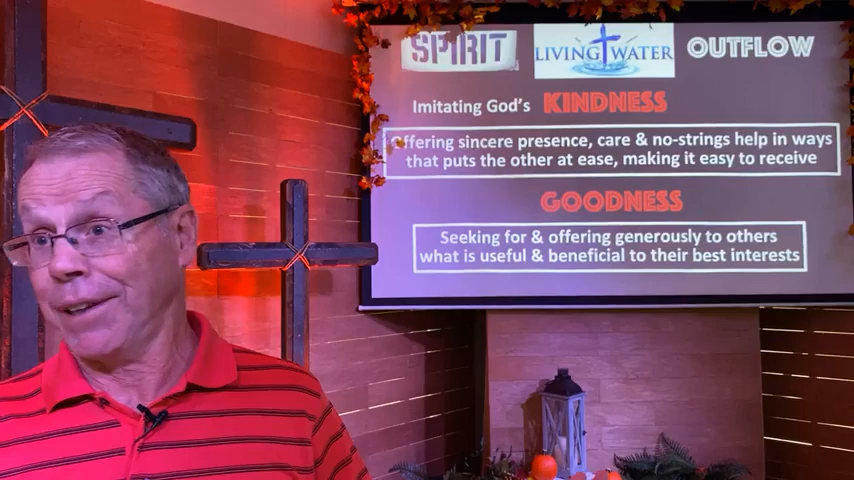 SPIRIT LIVING WATER OUTFLOW
Imitating God's KINDNESS
Offering sincere presence, care & no-strings help in ways
that puts the other at ease, making it easy to receive
GOODNESS
Seeking for & offering generously to others
what is useful & beneficial to their best interests